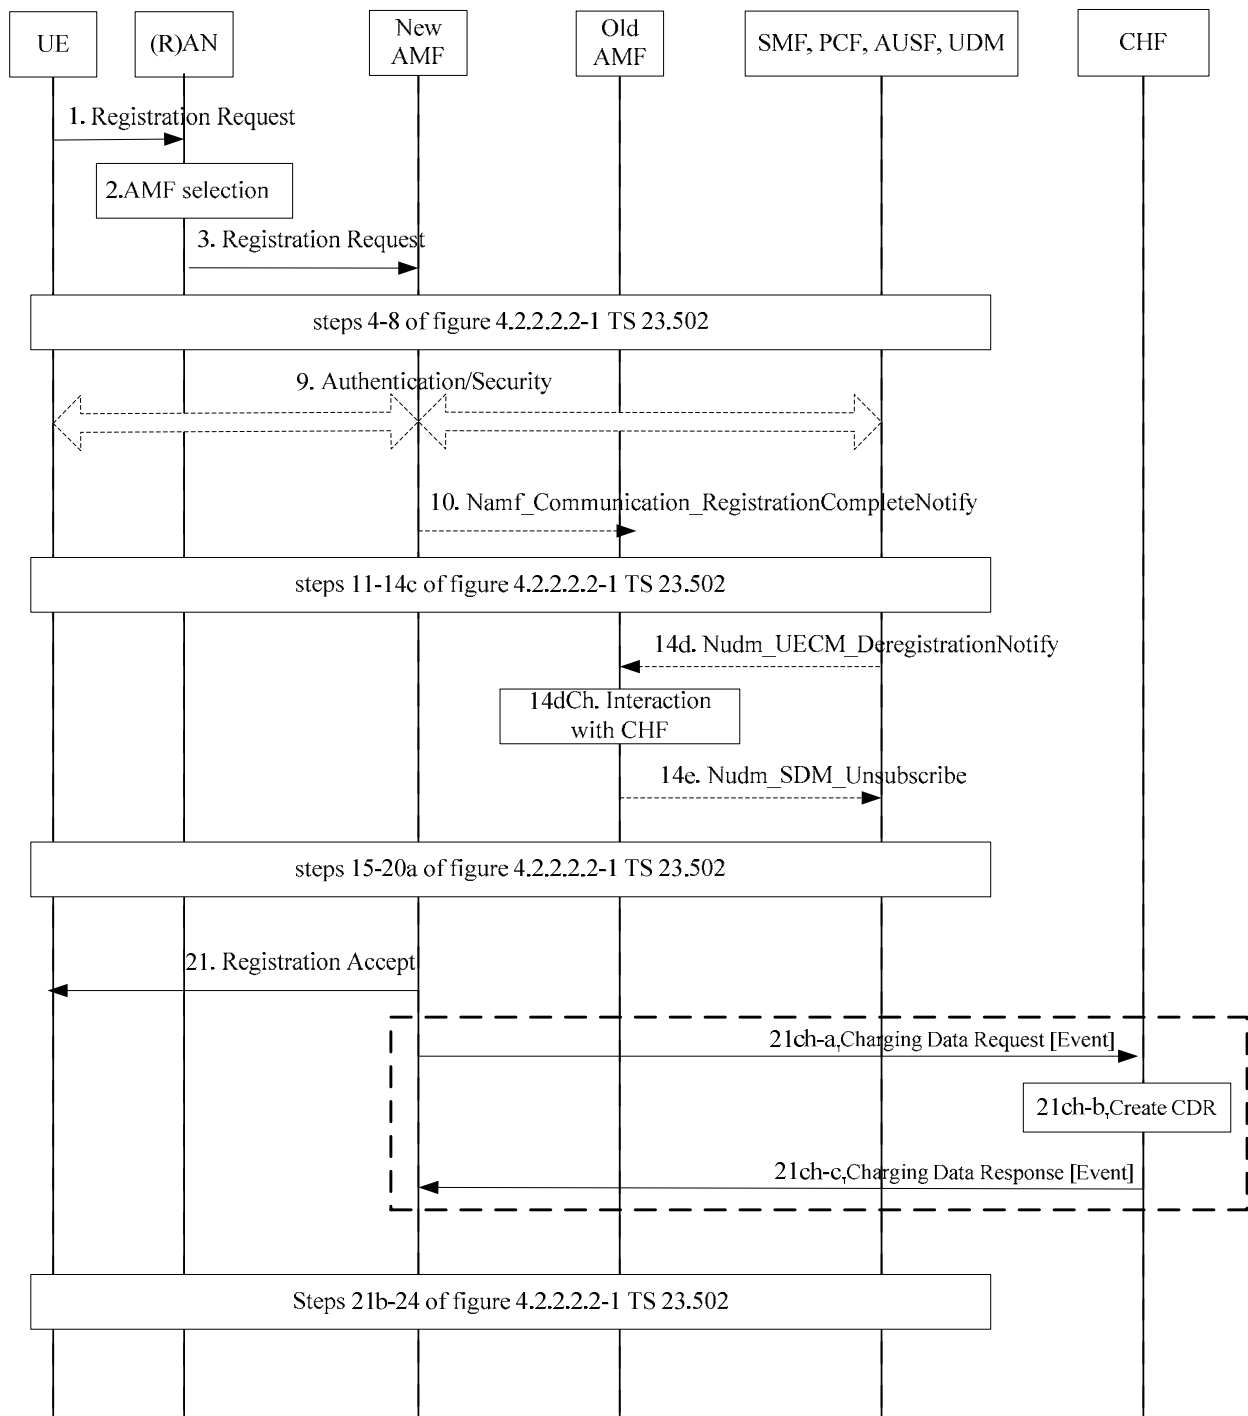 UE
(R)AN
New
AMF
Old
AMF
SMF, PCF, AUSF, UDM
CHF
1. Registration Request
2.AMF selection
3. Registration Request
steps 4-8 of figure 4.2.2.2.2-1 TS 23.502
9. Authentication/Security
10. Namf_Communication_RegistrationCompleteNotify
steps 11-14c of figure 4.2.2.2.2-1 TS 23.502
14d. Nudm_UECM_DeregistrationNotify
14dCh. Interaction
with CHF
14e. Nudm_SDM_Unsubscribe
steps 15-20a of figure 4.2.2.2.2-1 TS 23.502
21. Registration Accept
21ch-a,Charging Data Request [Event]
21ch-b,Create CDR
21ch-c,Charging Data Response [Event]
Steps 21b-24 of figure 4.2.2.2.2-1 TS 23.502